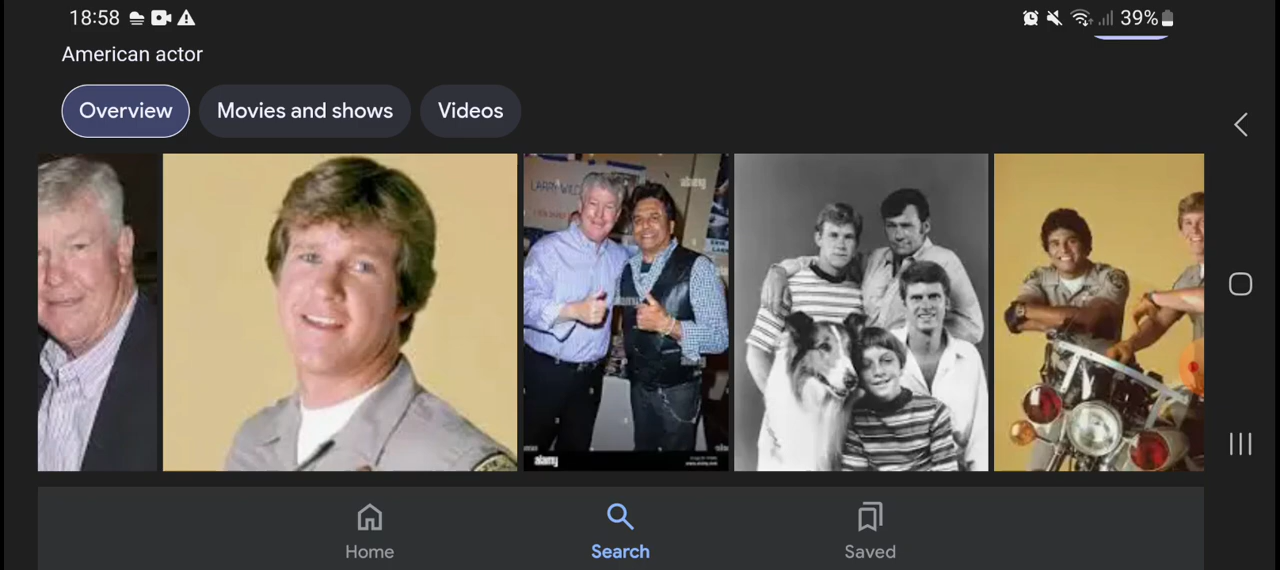 18:58
39%
American actor
Overview
Movies and shows
Videos
alamy
alamy
Home
Search
Saved